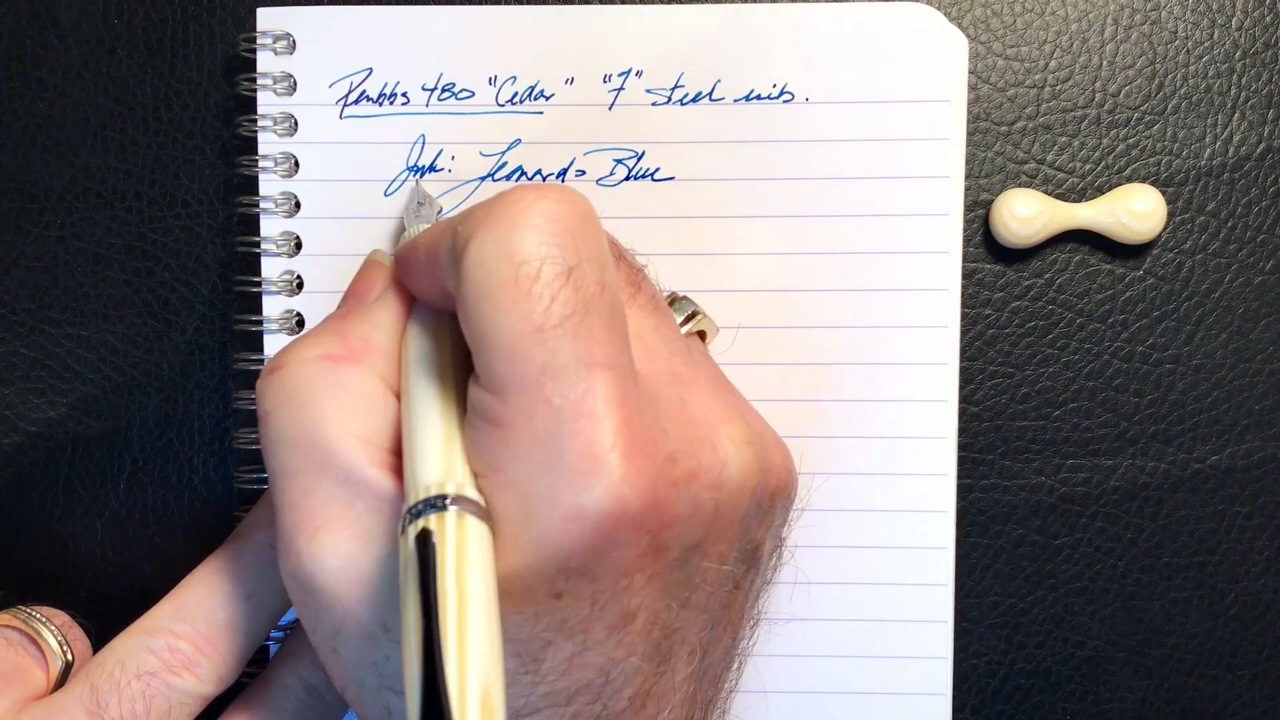 Penbbs 480 "Cedar" "F" steel nib.
Ink: Leonardo Blue